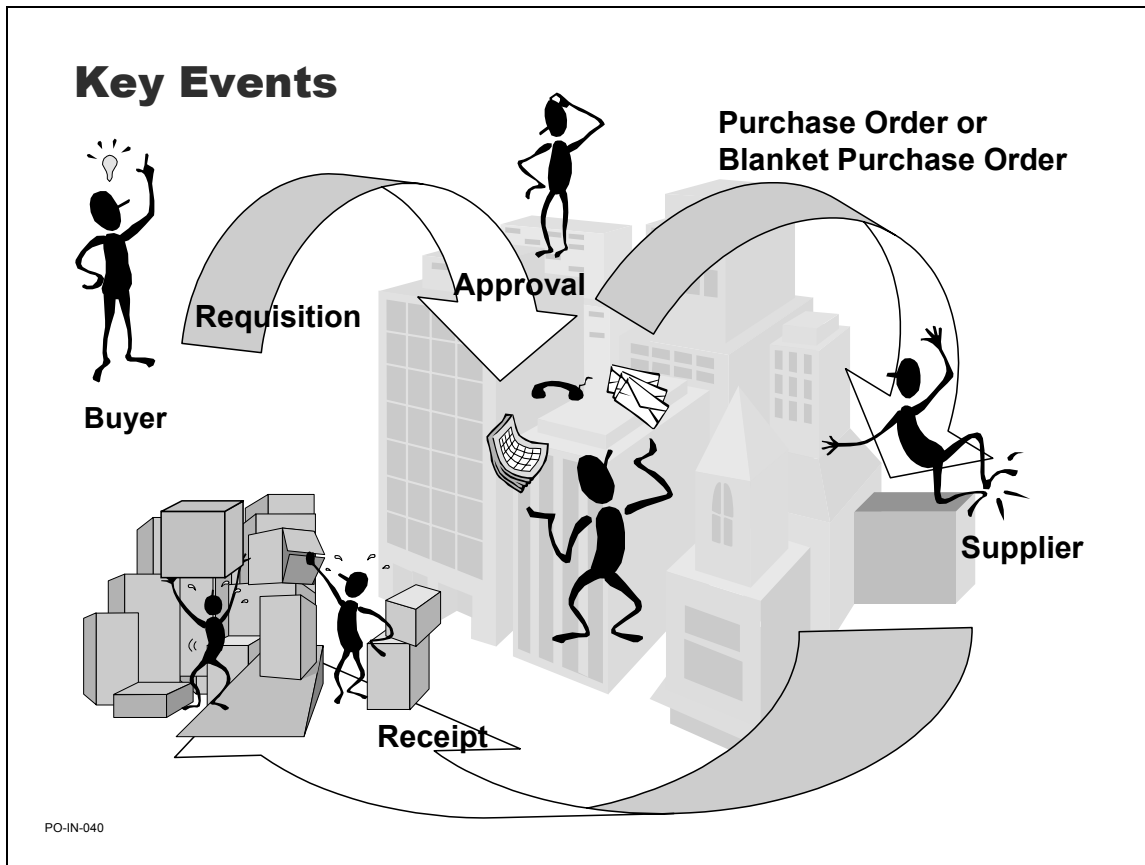 Key Events
Purchase Order or
Blanket Purchase Order
Approval
Requisition
Buyer
Supplier
Receipt
PO-IN-040